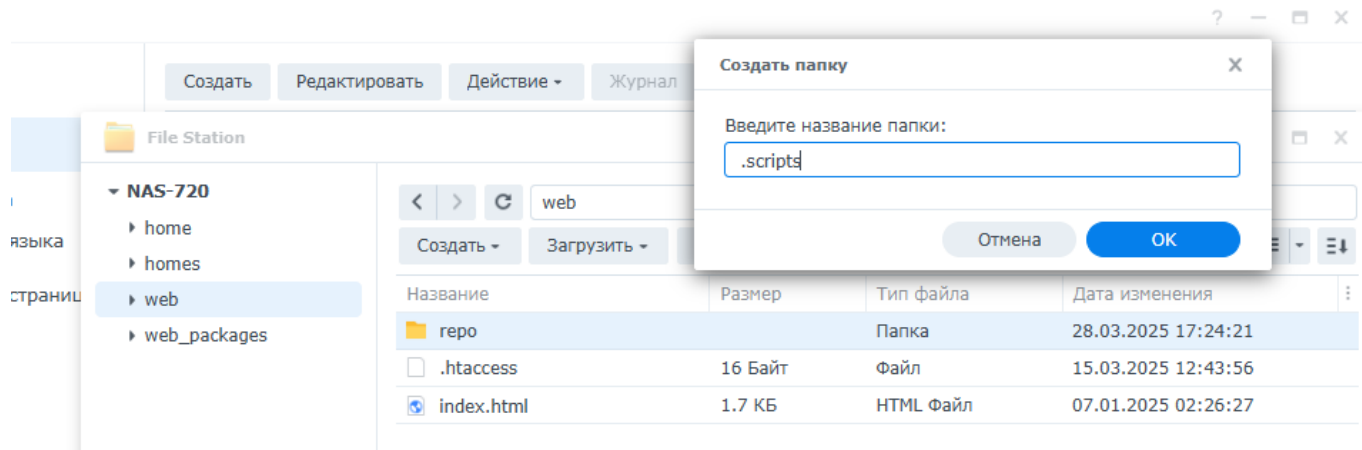 ?
Создать Редактировать Действие Журнал
Создать папку
Введите название папки:
.scripts
Отмена OK
File Station
NAS-720
home
homes
web
web_packages
языка
страниц
web
Создать Загрузить
Название Размер Тип файла Дата изменения
repo Папка 28.03.2025 17:24:21
.htaccess 16 Байт Файл 15.03.2025 12:43:56
index.html 1.7 КБ HTML Файл 07.01.2025 02:26:27